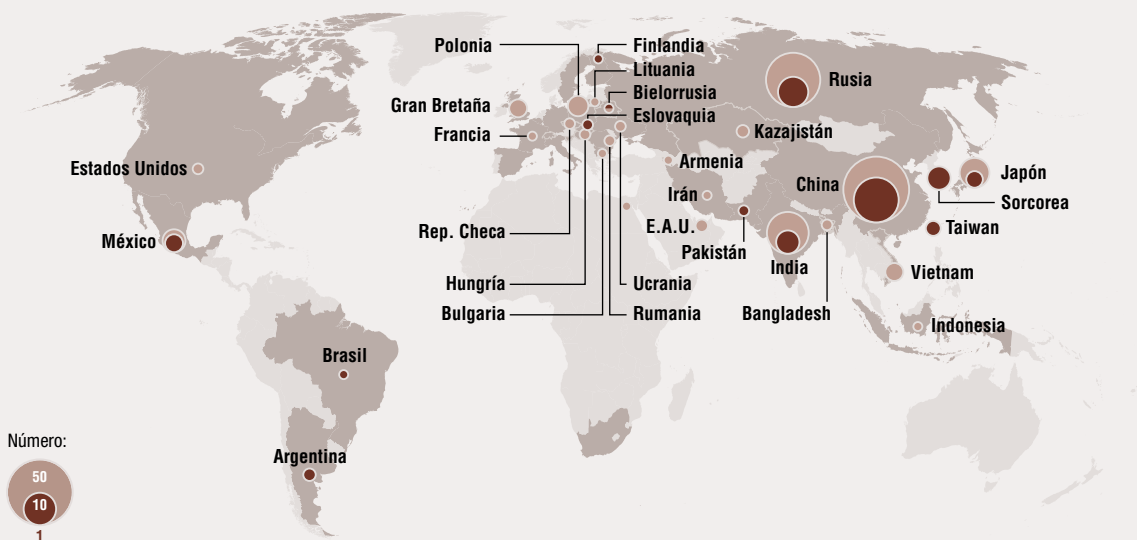 Polonia
Finlandia
Lituania
Bielorrusia
Eslovaquia
Gran Bretaña
Francia
Rusia
Kazajistán
Estados Unidos
Armenia
China
Japón
Irán
Sorcorea
México
Rep. Checa
E.A.U.
Pakistán
Taiwan
India
Hungría
Ucrania
Vietnam
Bulgaria
Rumania
Bangladesh
Indonesia
Brasil
Argentina
Número:
50
10
1